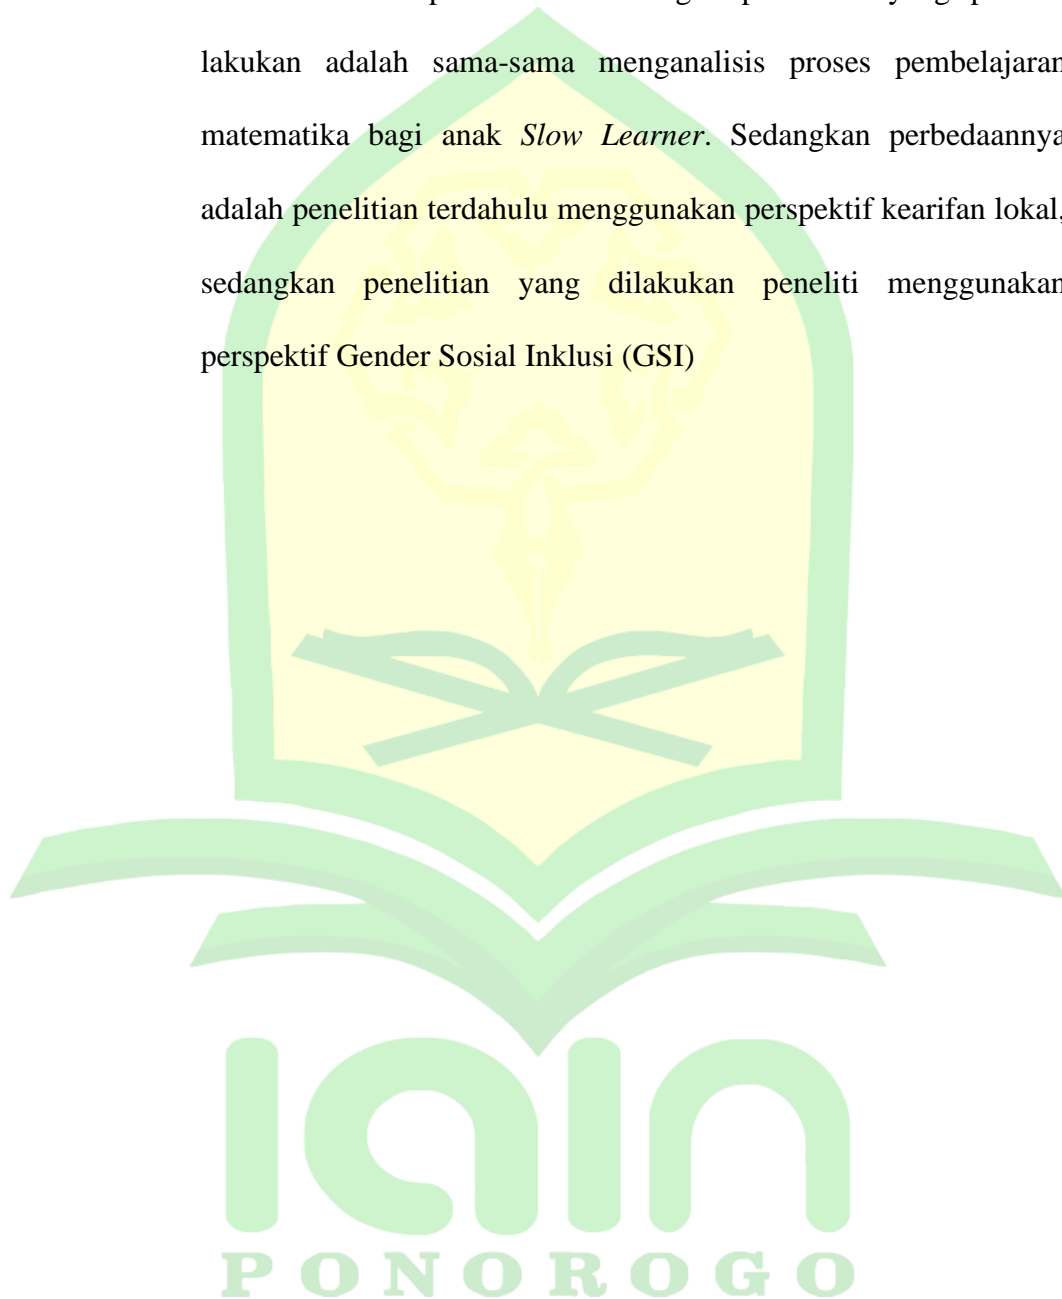 lakukan adalah sama-sama menganalisis proses pembelajaran
matematika bagi anak Slow Learner. Sedangkan perbedaannya
adalah penelitian terdahulu menggunakan perspektif kearifan lokal,
sedangkan penelitian yang dilakukan peneliti menggunakan
perspektif Gender Sosial Inklusi (GSI)
iain
PONOROGO